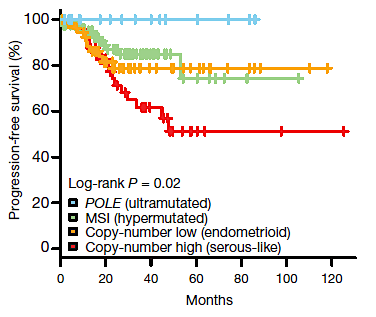 Progression-free survival (%)
100
80
60
40
20
0
Log-rank P = 0.02
POLE (ultramutated)
MSI (hypermutated)
Copy-number low (endometrioid)
Copy-number high (serous-like)
0 20 40 60 80 100 120
Months